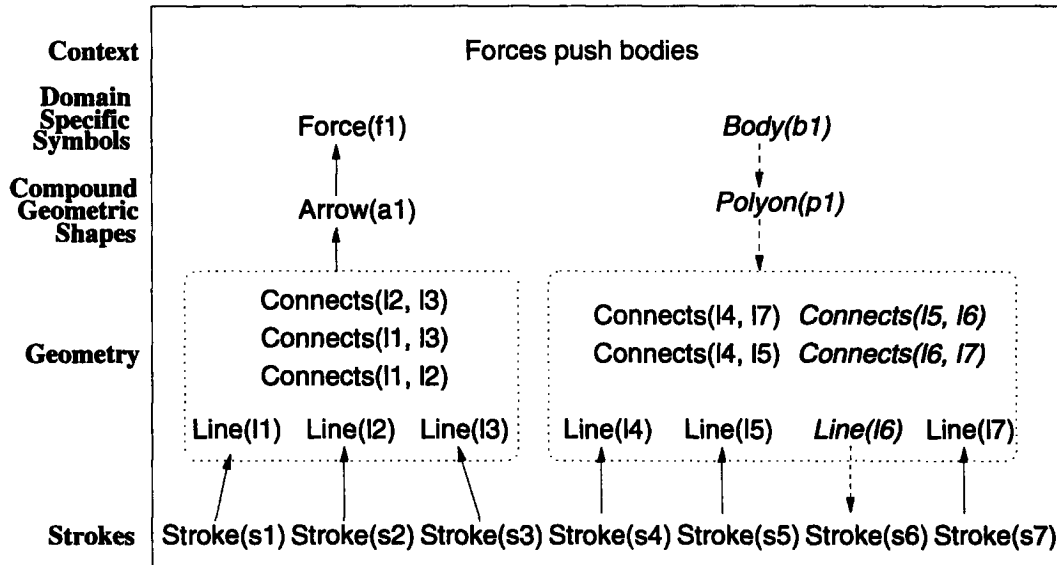 Context Forces push bodies
Domain
Specific
Symbols
Force(f1) Body(b1)
Compound
Geometric
Shapes
Arrow(a1) Polyon(p1)
Connects(l2, l3)
Connects(l4, l7) Connects(l5, l6)
Geometry Connects(l1, l3) Connects(l4, l5) Connects(l6, l7)
Connects(l1, l2)
Line(l1) Line(l2) Line(l3) Line(l4) Line(l5) Line(l6) Line(l7)
Strokes Stroke(s1) Stroke(s2) Stroke(s3) Stroke(s4) Stroke(s5) Stroke(s6) Stroke(s7)